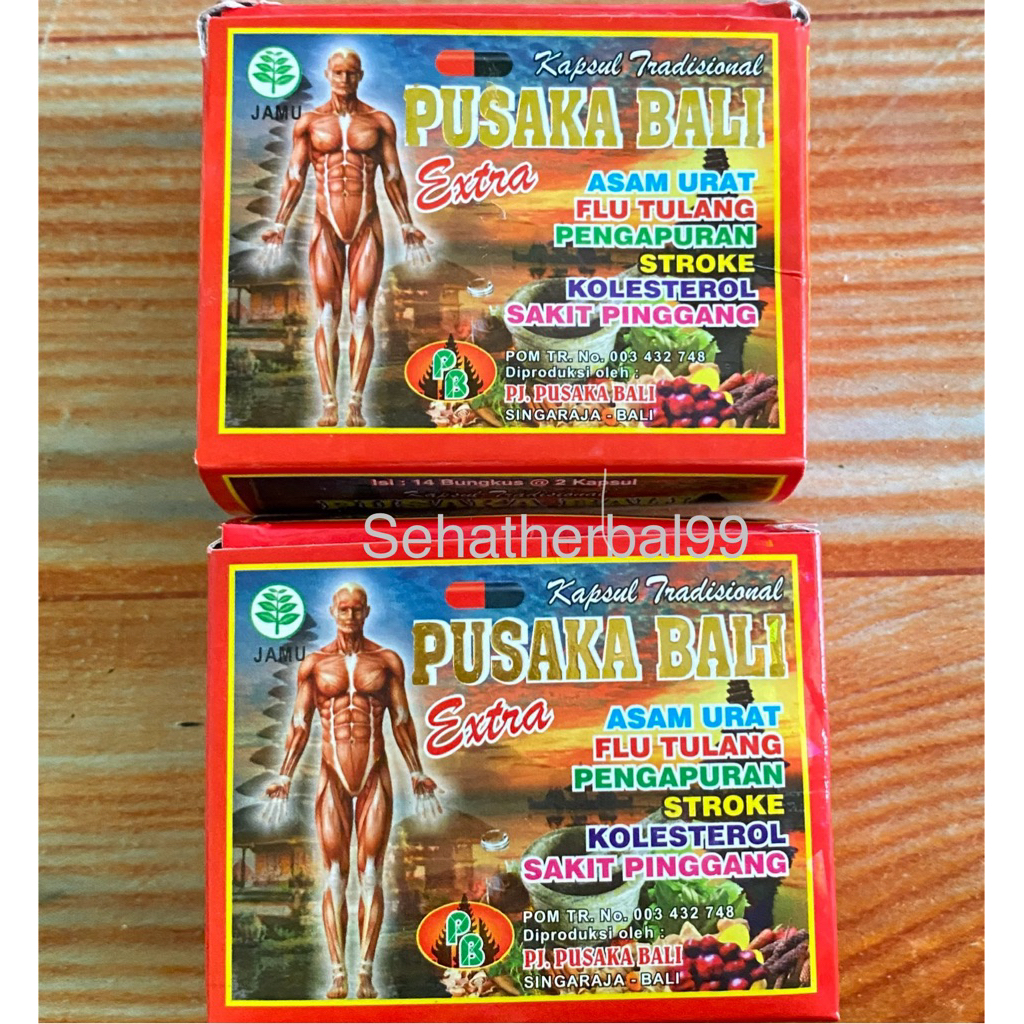 JAMU
Kapsul Tradisional
PUSAKA BALI
Extra
ASAM URAT
FLU TULANG
PENGAPURAN
STROKE
KOLESTEROL
SAKIT PINGGANG
POM TR. No. 003 432 748
Diproduksi oleh :
PB
PJ. PUSAKA BALI
SINGARAJA - BALI
Isi : 14 Bungkus @ 2 Kapsul
Kapsul Tradisional
Sehatherbal99
JAMU
Kapsul Tradisional
PUSAKA BALI
Extra
ASAM URAT
FLU TULANG
PENGAPURAN
STROKE
KOLESTEROL
SAKIT PINGGANG
POM TR. No. 003 432 748
Diproduksi oleh :
PB
PJ. PUSAKA BALI
SINGARAJA - BALI